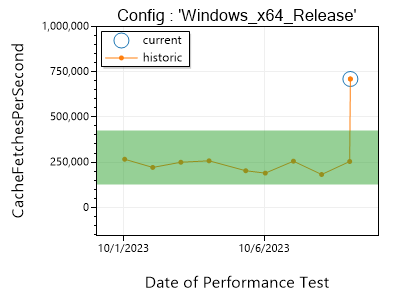 Config : 'Windows_x64_Release'
1,000,000
current
historic
750,000
500,000
250,000
0
CacheFetchesPerSecond
10/1/2023 10/6/2023
Date of Performance Test